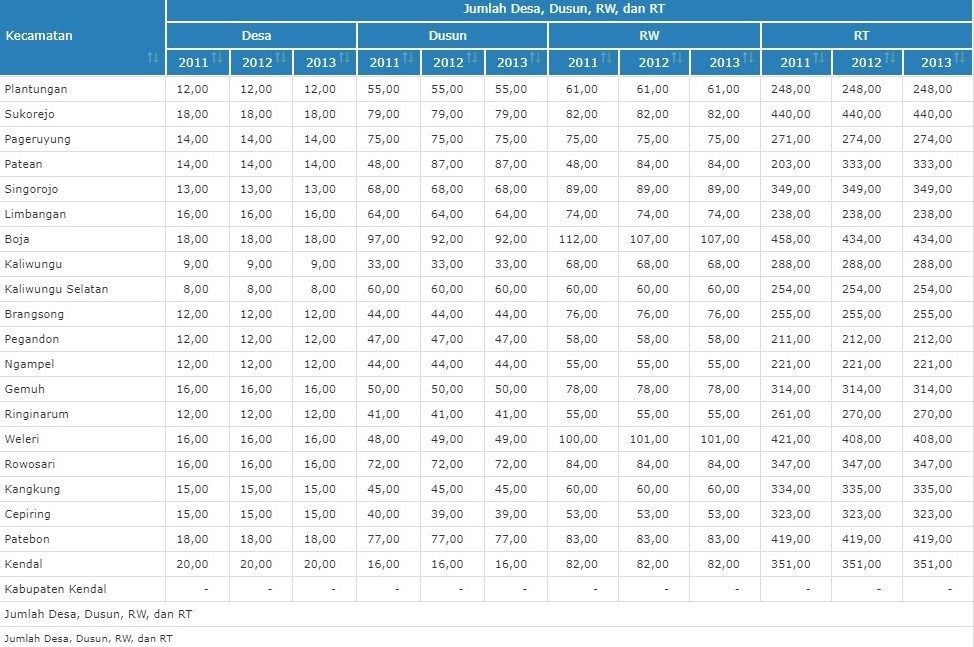 Jumlah Desa, Dusun, RW, dan RT
Kecamatan Desa Dusun RW RT
2011 2012 2013 2011 2012 2013 2011 2012 2013 2011 2012 2013
Plantungan 12,00 12,00 12,00 55,00 55,00 55,00 61,00 61,00 61,00 248,00 248,00 248,00
Sukorejo 18,00 18,00 18,00 79,00 79,00 79,00 82,00 82,00 82,00 440,00 440,00 440,00
Pageruyung 14,00 14,00 14,00 75,00 75,00 75,00 75,00 75,00 75,00 271,00 274,00 274,00
Patean 14,00 14,00 14,00 48,00 87,00 87,00 48,00 84,00 84,00 203,00 333,00 333,00
Singorojo 13,00 13,00 13,00 68,00 68,00 68,00 89,00 89,00 89,00 349,00 349,00 349,00
Limbangan 16,00 16,00 16,00 64,00 64,00 64,00 74,00 74,00 74,00 238,00 238,00 238,00
Boja 18,00 18,00 18,00 97,00 92,00 92,00 112,00 107,00 107,00 458,00 434,00 434,00
Kaliwungu 9,00 9,00 9,00 33,00 33,00 33,00 68,00 68,00 68,00 288,00 288,00 288,00
Kaliwungu Selatan 8,00 8,00 8,00 60,00 60,00 60,00 60,00 60,00 60,00 254,00 254,00 254,00
Brangsong 12,00 12,00 12,00 44,00 44,00 44,00 76,00 76,00 76,00 255,00 255,00 255,00
Pegandon 12,00 12,00 12,00 47,00 47,00 47,00 58,00 58,00 58,00 211,00 212,00 212,00
Ngampel 12,00 12,00 12,00 44,00 44,00 44,00 55,00 55,00 55,00 221,00 221,00 221,00
Gemuh 16,00 16,00 16,00 50,00 50,00 50,00 78,00 78,00 78,00 314,00 314,00 314,00
Ringinarum 12,00 12,00 12,00 41,00 41,00 41,00 55,00 55,00 55,00 261,00 270,00 270,00
Weleri 16,00 16,00 16,00 48,00 49,00 49,00 100,00 101,00 101,00 421,00 408,00 408,00
Rowosari 16,00 16,00 16,00 72,00 72,00 72,00 84,00 84,00 84,00 347,00 347,00 347,00
Kangkung 15,00 15,00 15,00 45,00 45,00 45,00 60,00 60,00 60,00 334,00 335,00 335,00
Cepiring 15,00 15,00 15,00 40,00 39,00 39,00 53,00 53,00 53,00 323,00 323,00 323,00
Patebon 18,00 18,00 18,00 77,00 77,00 77,00 83,00 83,00 83,00 419,00 419,00 419,00
Kendal 20,00 20,00 20,00 16,00 16,00 16,00 82,00 82,00 82,00 351,00 351,00 351,00
Kabupaten Kendal - - - - - - - - - - - -
Jumlah Desa, Dusun, RW, dan RT
Jumlah Desa, Dusun, RW, dan RT